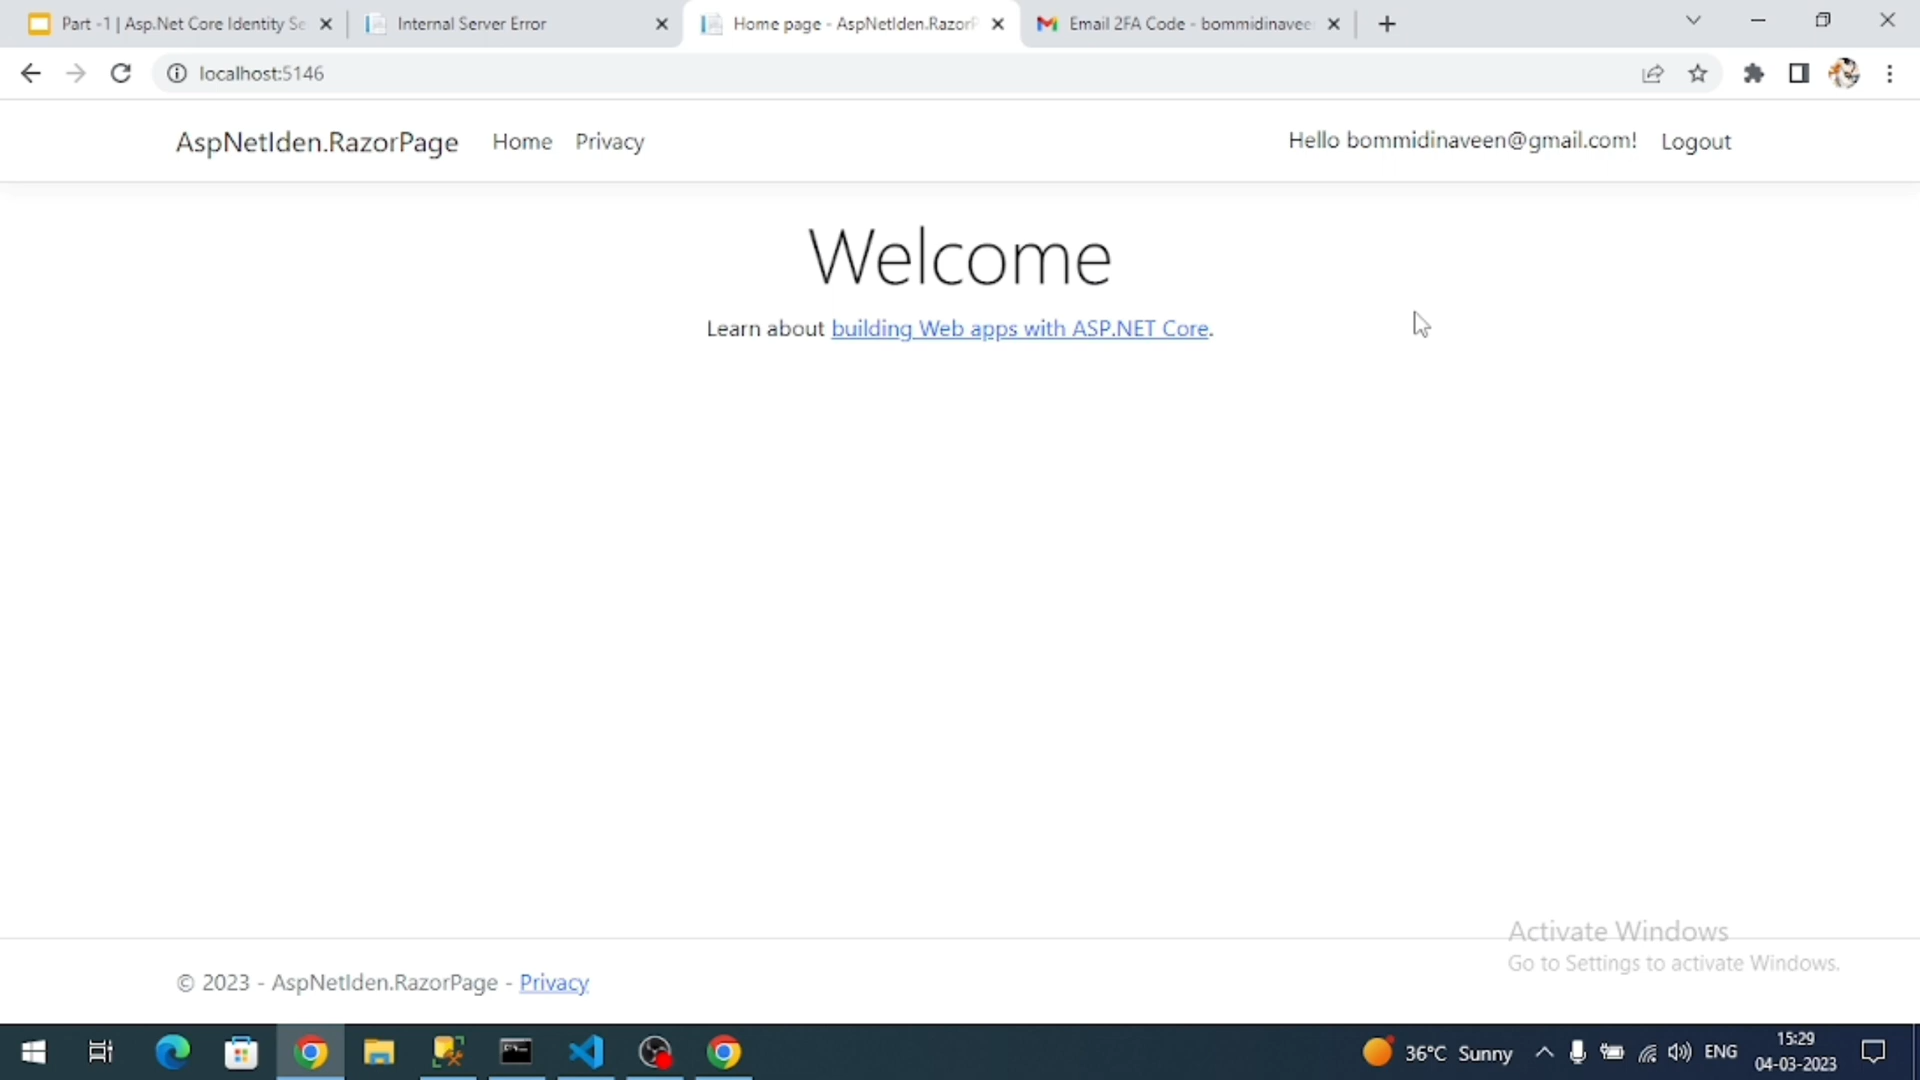 Part -1 | Asp.Net Core Identity Se
Internal Server Error
Home page - AspNetIden.RazorP
Email 2FA Code - bommidinavee
localhost:5146
AspNetIden.RazorPage
Home
Privacy
Hello bommidinaveen@gmail.com!
Logout
Welcome
Learn about building Web apps with ASP.NET Core.
Activate Windows
Go to Settings to activate Windows.
© 2023 - AspNetIden.RazorPage - Privacy
36°C Sunny
ENG
15:29
04-03-2023